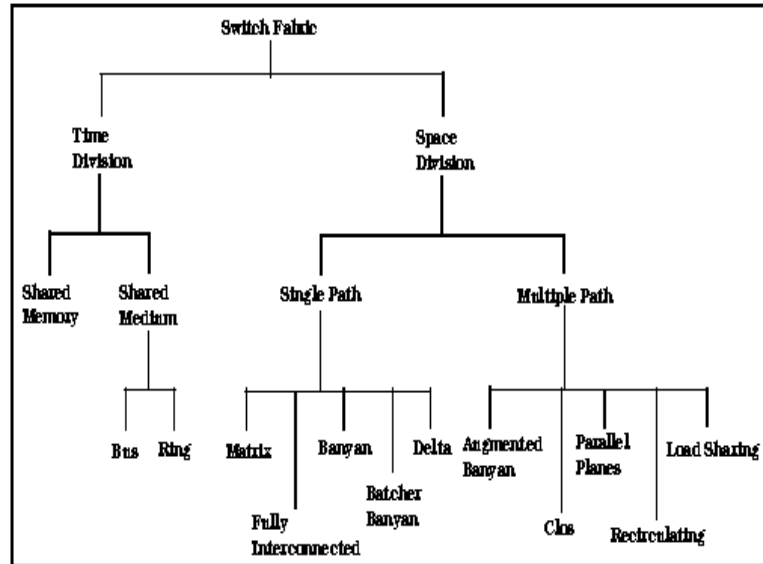 Switch Fabric
Time
Division
Space
Division
Shared
Memory
Shared
Medium
Single Path
Multiple Path
Bus
Ring
Matrix
Fully
Interconnected
Banyan
Batcher
Banyan
Delta
Augmented
Banyan
Clos
Parallel
Planes
Recirculating
Load Sharing